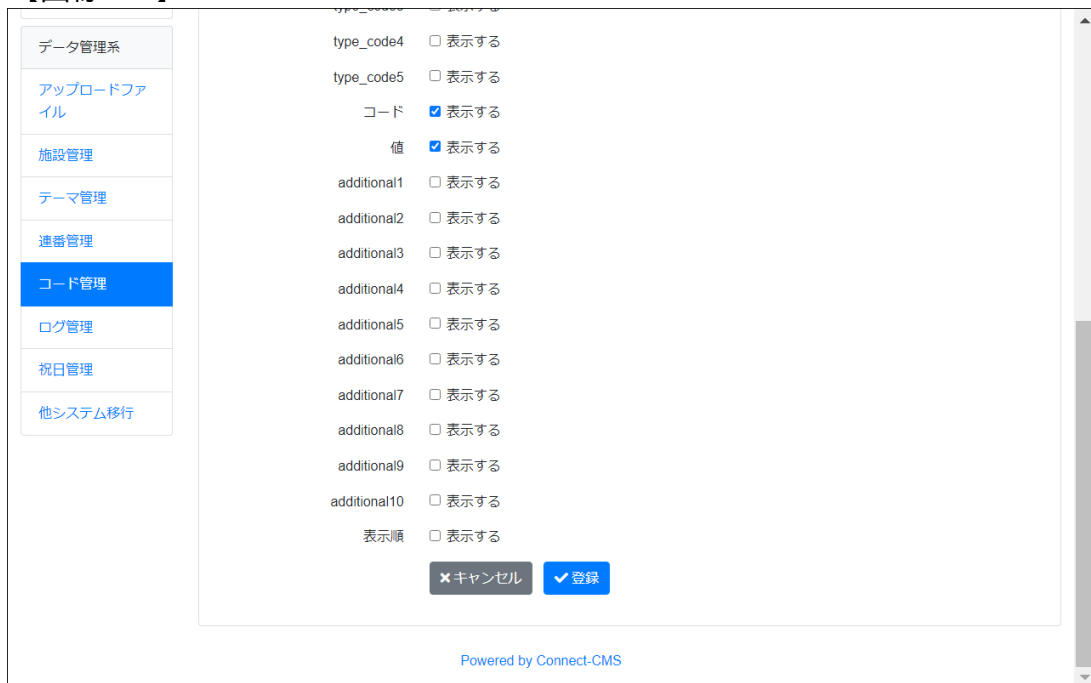 データ管理系
アップロードファ
イル
施設管理
テーマ管理
連番管理
コード管理
ログ管理
祝日管理
他システム移行
type_code4 表示する
type_code5 表示する
コード 表示する
値 表示する
additional1 表示する
additional2 表示する
additional3 表示する
additional4 表示する
additional5 表示する
additional6 表示する
additional7 表示する
additional8 表示する
additional9 表示する
additional10 表示する
表示順 表示する
キャンセル 登録
Powered by Connect-CMS